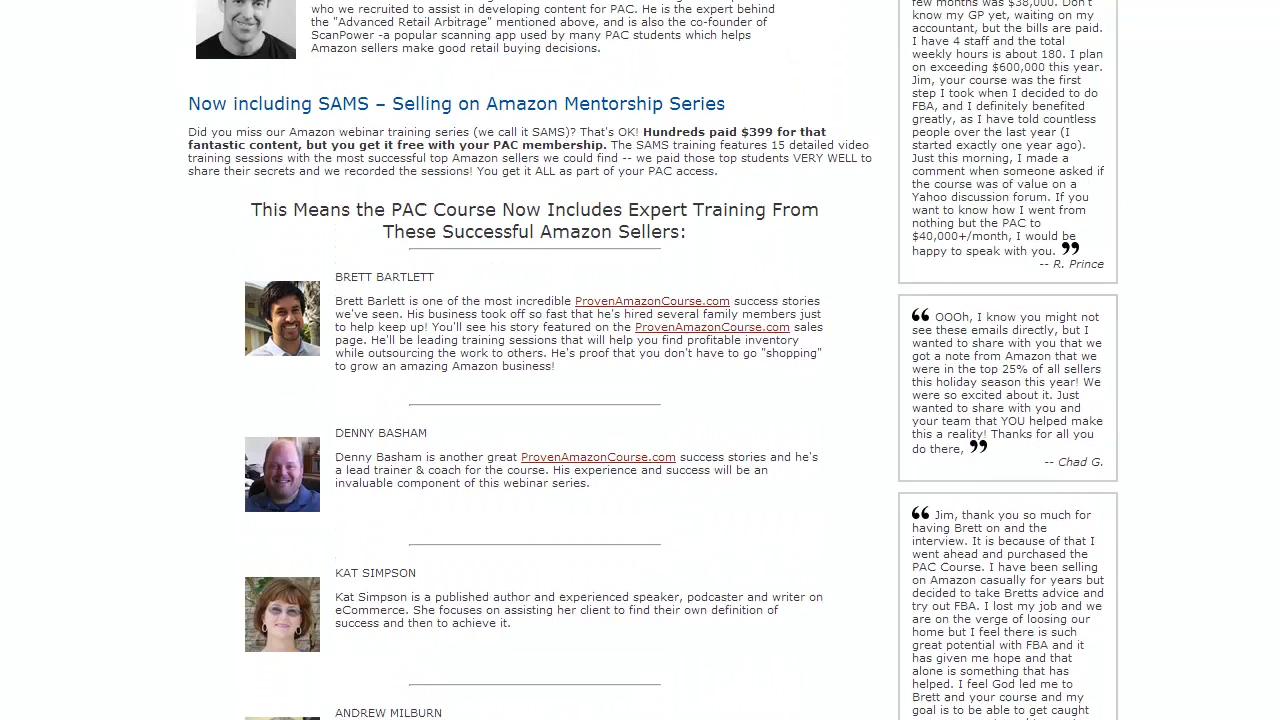 who we recruited to assist in developing content for PAC. He is the expert behind
the "Advanced Retail Arbitrage" mentioned above, and is also the co-founder of
ScanPower -a popular scanning app used by many PAC students which helps
Amazon sellers make good retail buying decisions.
Now including SAMS – Selling on Amazon Mentorship Series
Did you miss our Amazon webinar training series (we call it SAMS)? That's OK! Hundreds paid $399 for that
fantastic content, but you get it free with your PAC membership. The SAMS training features 15 detailed video
training sessions with the most successful top Amazon sellers we could find -- we paid those top students VERY WELL to
share their secrets and we recorded the sessions! You get it ALL as part of your PAC access.
This Means the PAC Course Now Includes Expert Training From
These Successful Amazon Sellers:
BRETT BARTLETT
Brett Barlett is one of the most incredible ProvenAmazonCourse.com success stories
we've seen. His business took off so fast that he's hired several family members just
to help keep up! You'll see his story featured on the ProvenAmazonCourse.com sales
page. He'll be leading training sessions that will help you find profitable inventory
while outsourcing the work to others. He's proof that you don't have to go "shopping"
to grow an amazing Amazon business!
DENNY BASHAM
Denny Basham is another great ProvenAmazonCourse.com success stories and he's
a lead trainer & coach for the course. His experience and success will be an
invaluable component of this webinar series.
KAT SIMPSON
Kat Simpson is a published author and experienced speaker, podcaster and writer on
eCommerce. She focuses on assisting her client to find their own definition of
success and then to achieve it.
ANDREW MILBURN
few months was $38,000. Don't
know my GP yet, waiting on my
accountant, but the bills are paid.
I have 4 staff and the total
weekly hours is about 180. I plan
on exceeding $600,000 this year.
Jim, your course was the first
step I took when I decided to do
FBA, and I definitely benefited
greatly, as I have told countless
people over the last year (I
started exactly one year ago).
Just this morning, I made a
comment when someone asked if
the course was of value on a
Yahoo discussion forum. If you
want to know how I went from
nothing but the PAC to
$40,000+/month, I would be
happy to speak with you. ”
-- R. Prince
“ OOOh, I know you might not
see these emails directly, but I
wanted to share with you that we
got a note from Amazon that we
were in the top 25% of all sellers
this holiday season this year! We
were so excited about it. Just
wanted to share with you and
your team that YOU helped make
this a reality! Thanks for all you
do there, ”
-- Chad G.
“ Jim, thank you so much for
having Brett on and the
interview. It is because of that I
went ahead and purchased the
PAC Course. I have been selling
on Amazon casually for years but
decided to take Bretts advice and
try out FBA. I lost my job and we
are on the verge of loosing our
home but I feel there is such
great potential with FBA and it
has given me hope and that
alone is something that has
helped. I feel God led me to
Brett and your course and my
goal is to be able to get caught